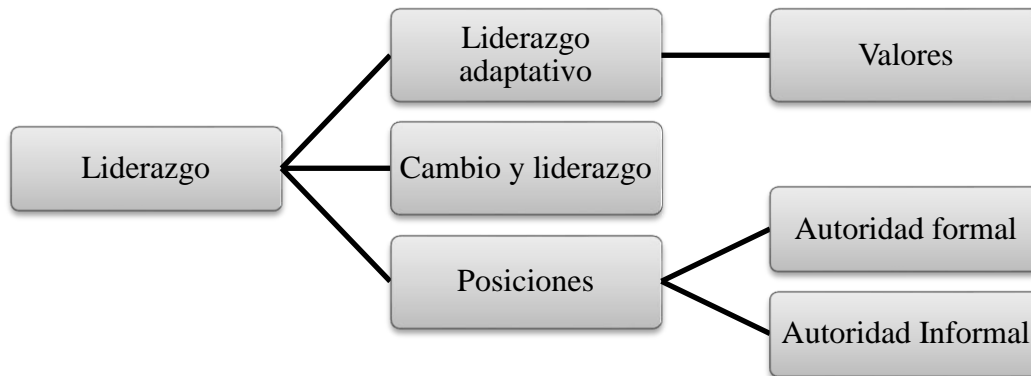 Liderazgo
Liderazgo
adaptativo
Valores
Cambio y liderazgo
Posiciones
Autoridad formal
Autoridad Informal